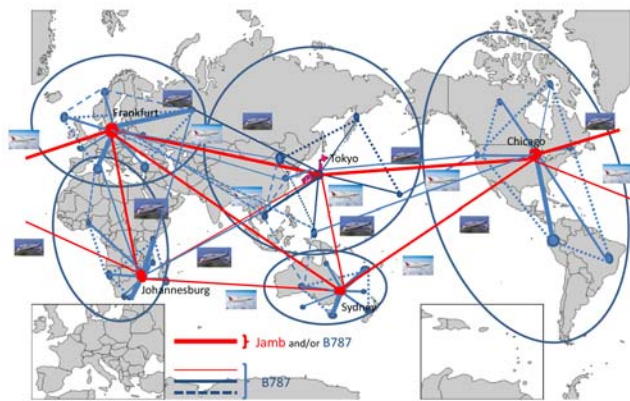 Frankfurt
Tokyo
Chicago
Johannesburg
Sydney
Jamb and/or B787
B787